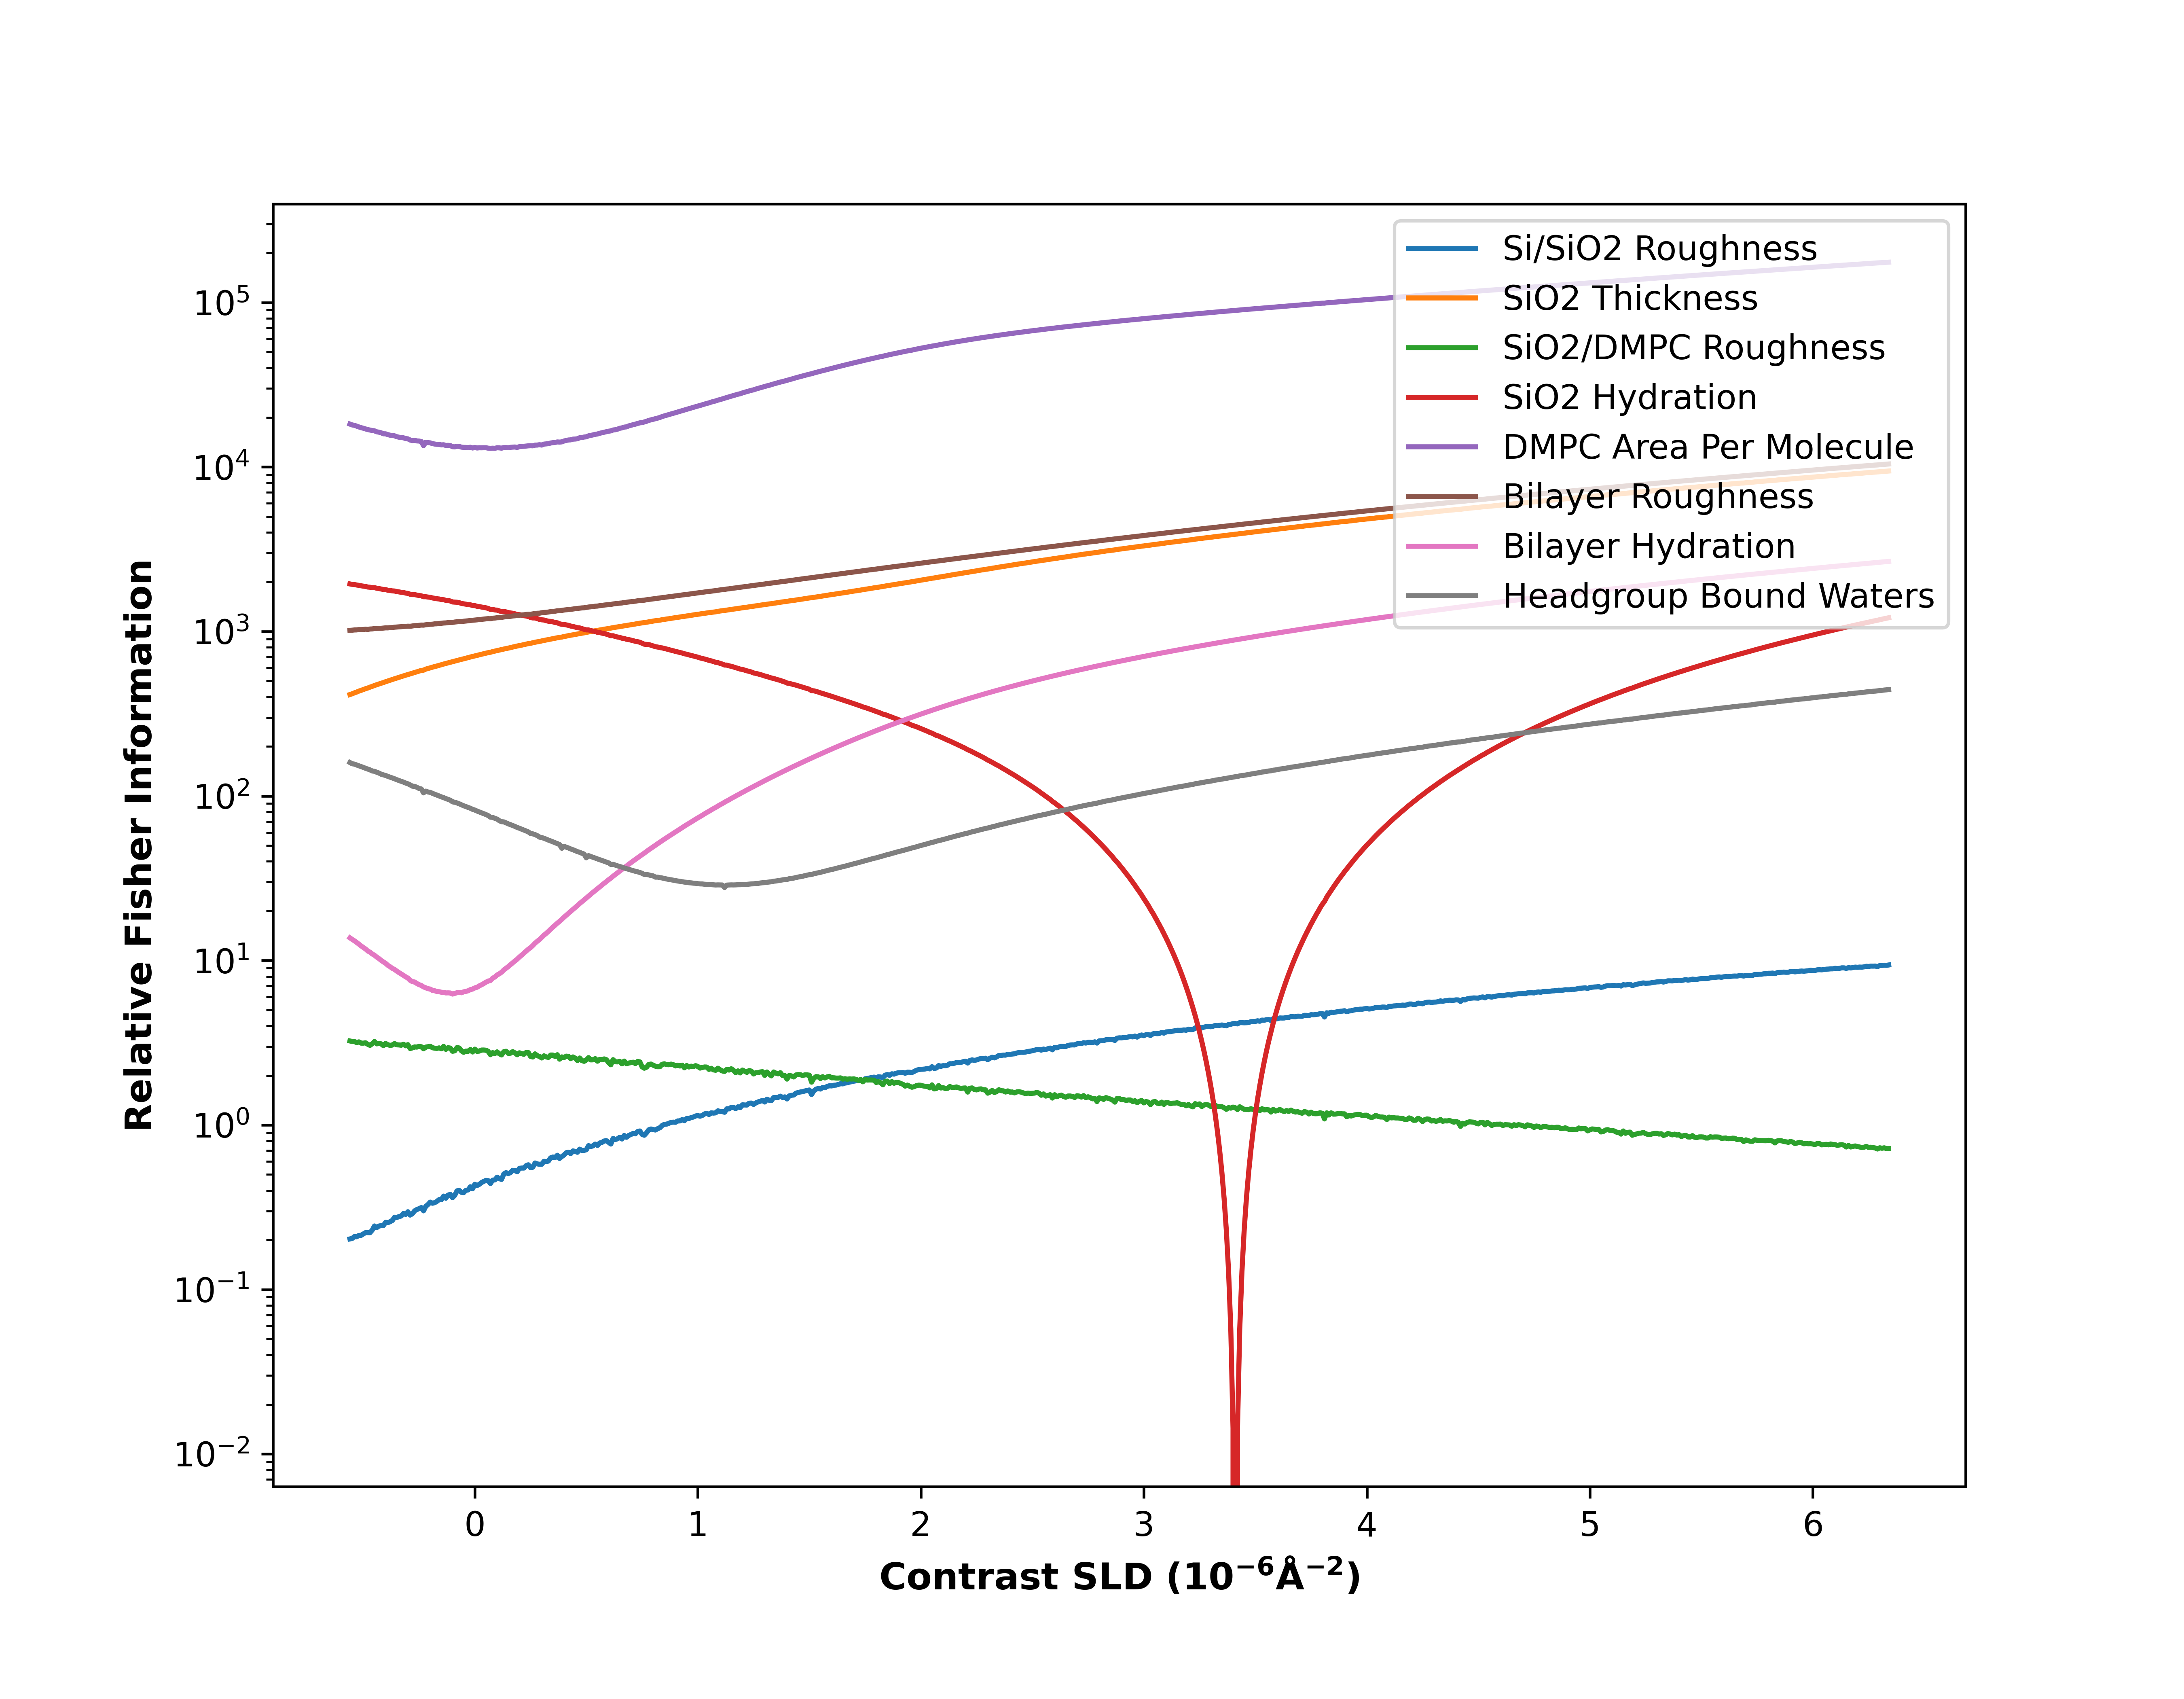 Relative Fisher Information
10⁵
10⁴
10³
10²
10¹
10⁰
10⁻¹
10⁻²
Si/SiO2 Roughness
SiO2 Thickness
SiO2/DMPC Roughness
SiO2 Hydration
DMPC Area Per Molecule
Bilayer Roughness
Bilayer Hydration
Headgroup Bound Waters
0 1 2 3 4 5 6
Contrast SLD (10⁻⁶Å⁻²)